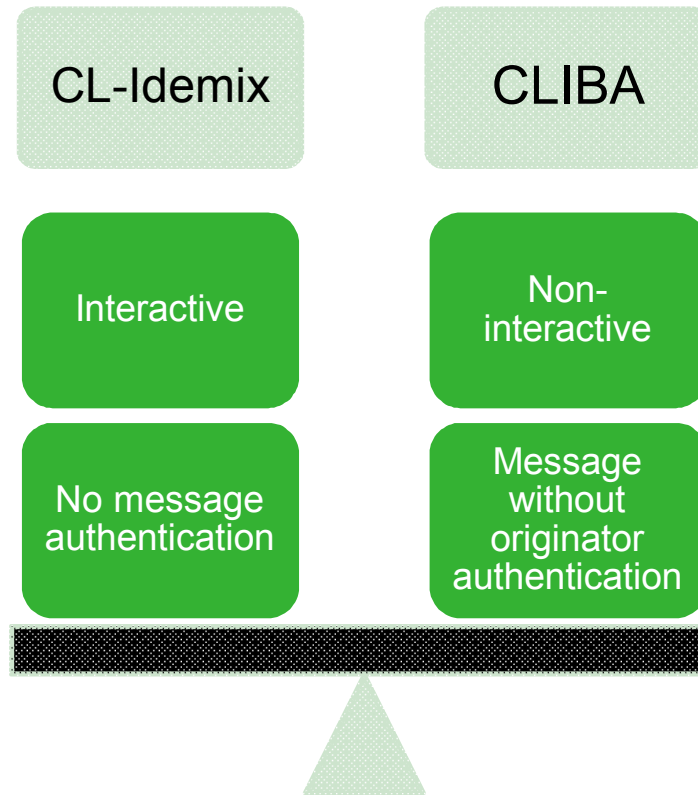 CL-Idemix
CLIBA
Interactive
Non-
interactive
No message
authentication
Message
without
originator
authentication